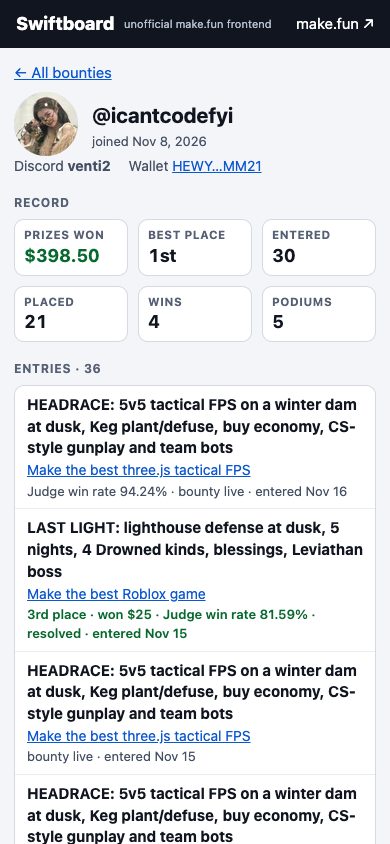 Swiftboard unofficial make.fun frontend make.fun ↗
← All bounties
@icantcodefyi
joined Nov 8, 2026
Discord venti2 Wallet HEWY...MM21
RECORD
PRIZES WON BEST PLACE ENTERED
$398.50 1st 30
PLACED WINS PODIUMS
21 4 5
ENTRIES · 36
HEADRACE: 5v5 tactical FPS on a winter dam
at dusk, Keg plant/defuse, buy economy, CS-
style gunplay and team bots
Make the best three.js tactical FPS
Judge win rate 94.24% · bounty live · entered Nov 16
LAST LIGHT: lighthouse defense at dusk, 5
nights, 4 Drowned kinds, blessings, Leviathan
boss
Make the best Roblox game
3rd place · won $25 · Judge win rate 81.59% ·
resolved · entered Nov 15
HEADRACE: 5v5 tactical FPS on a winter dam
at dusk, Keg plant/defuse, buy economy, CS-
style gunplay and team bots
Make the best three.js tactical FPS
bounty live · entered Nov 15
HEADRACE: 5v5 tactical FPS on a winter dam
at dusk, Keg plant/defuse, buy economy, CS-
style gunplay and team bots